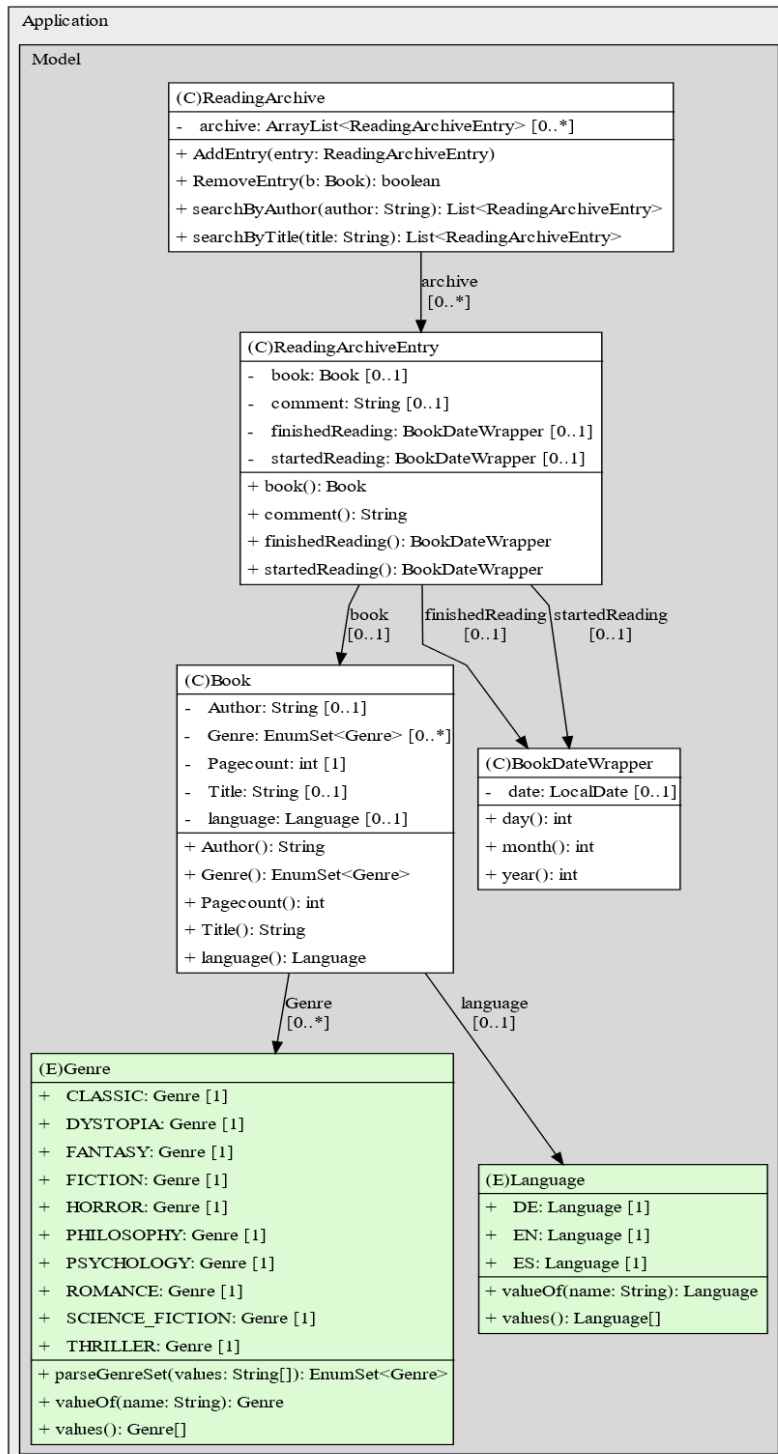 Application
Model
(C)ReadingArchive
- archive: ArrayList<ReadingArchiveEntry> [0..*]
+ AddEntry(entry: ReadingArchiveEntry)
+ RemoveEntry(b: Book): boolean
+ searchByAuthor(author: String): List<ReadingArchiveEntry>
+ searchByTitle(title: String): List<ReadingArchiveEntry>
archive
[0..*]
(C)ReadingArchiveEntry
- book: Book [0..1]
- comment: String [0..1]
- finishedReading: BookDateWrapper [0..1]
- startedReading: BookDateWrapper [0..1]
+ book(): Book
+ comment(): String
+ finishedReading(): BookDateWrapper
+ startedReading(): BookDateWrapper
book
[0..1]
finishedReading
[0..1]
startedReading
[0..1]
(C)Book
- Author: String [0..1]
- Genre: EnumSet<Genre> [0..*]
- Pagecount: int [1]
- Title: String [0..1]
- language: Language [0..1]
+ Author(): String
+ Genre(): EnumSet<Genre>
+ Pagecount(): int
+ Title(): String
+ language(): Language
(C)BookDateWrapper
- date: LocalDate [0..1]
+ day(): int
+ month(): int
+ year(): int
Genre
[0..*]
language
[0..1]
(E)Genre
+ CLASSIC: Genre [1]
+ DYSTOPIA: Genre [1]
+ FANTASY: Genre [1]
+ FICTION: Genre [1]
+ HORROR: Genre [1]
+ PHILOSOPHY: Genre [1]
+ PSYCHOLOGY: Genre [1]
+ ROMANCE: Genre [1]
+ SCIENCE_FICTION: Genre [1]
+ THRILLER: Genre [1]
+ parseGenreSet(values: String[]): EnumSet<Genre>
+ valueOf(name: String): Genre
+ values(): Genre[]
(E)Language
+ DE: Language [1]
+ EN: Language [1]
+ ES: Language [1]
+ valueOf(name: String): Language
+ values(): Language[]